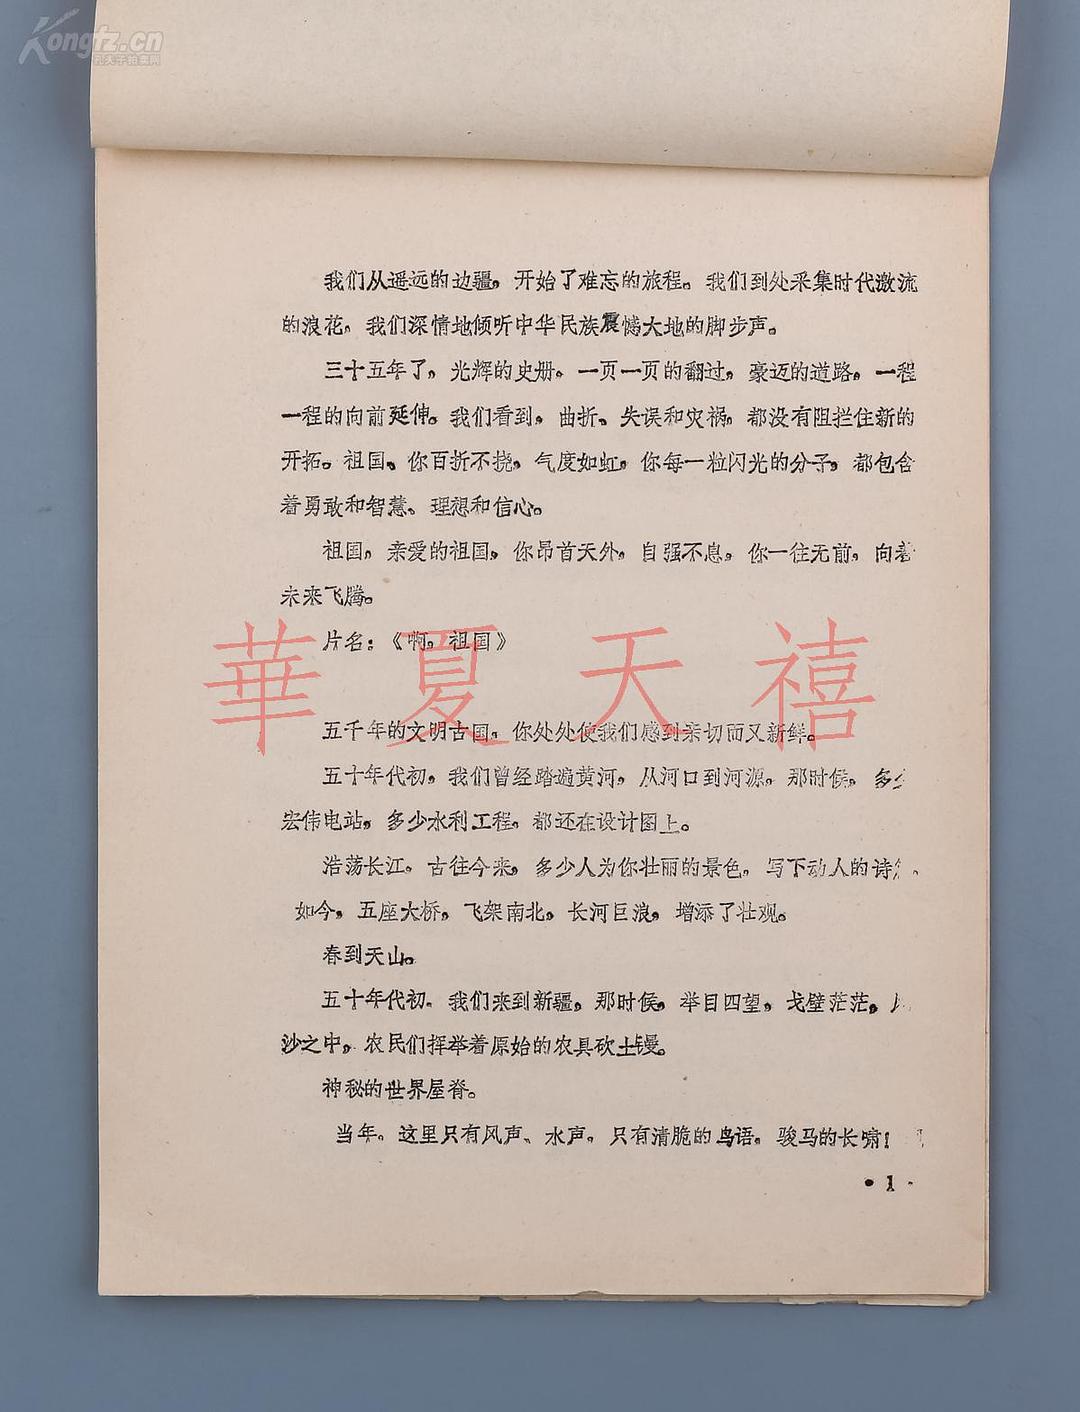 Kongfz.cn
孔夫子拍卖网
我们从遥远的边疆，开始了难忘的旅程。我们到处采集时代激流
的浪花，我们深情地倾听中华民族震憾大地的脚步声。
三十五年了，光辉的史册。一页一页的翻过，豪迈的道路，一程
一程的向前延伸。我们看到，曲折、失误和灾祸，都没有阻拦住新的
开拓。祖国、你百折不挠，气度如虹，你每一粒闪光的分子，都包含
着勇敢和智慧、理想和信心。
祖国，亲爱的祖国，你昂首天外，自强不息，你一往无前，向着
未来飞腾。
片名：《啊。祖国》
華夏天禧
五千年的文明古国，你处处使我们感到亲切而又新鲜。
五十年代初，我们曾经踏遍黄河，从河口到河源，那时候，多少
宏伟电站，多少水利工程，都还在设计图上。
浩荡长江，古往今来，多少人为你壮丽的景色，写下动人的诗
如今，五座大桥，飞架南北，长河巨浪，增添了壮观。
春到天山。
五十年代初，我们来到新疆，那时候，举目四望，戈壁茫茫，
沙之中，农民们挥举着原始的农具砍土镘。
神秘的世界屋脊。
当年，这里只有风声、水声，只有清脆的鸟语，骏马的长啸！
•1·